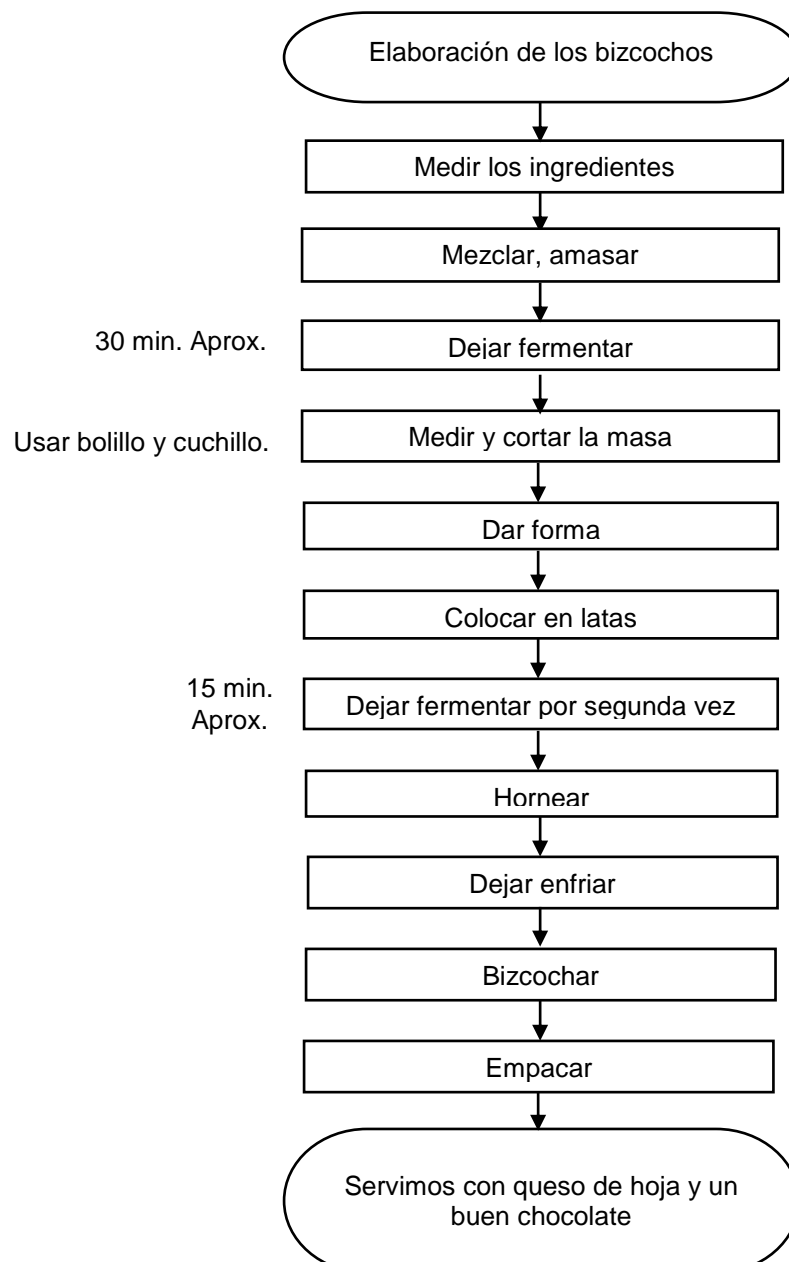 Elaboración de los bizcochos
Medir los ingredientes
Mezclar, amasar
30 min. Aprox.
Dejar fermentar
Usar bolillo y cuchillo.
Medir y cortar la masa
Dar forma
Colocar en latas
15 min.
Aprox.
Dejar fermentar por segunda vez
Hornear
Dejar enfriar
Bizcochar
Empacar
Servimos con queso de hoja y un
buen chocolate